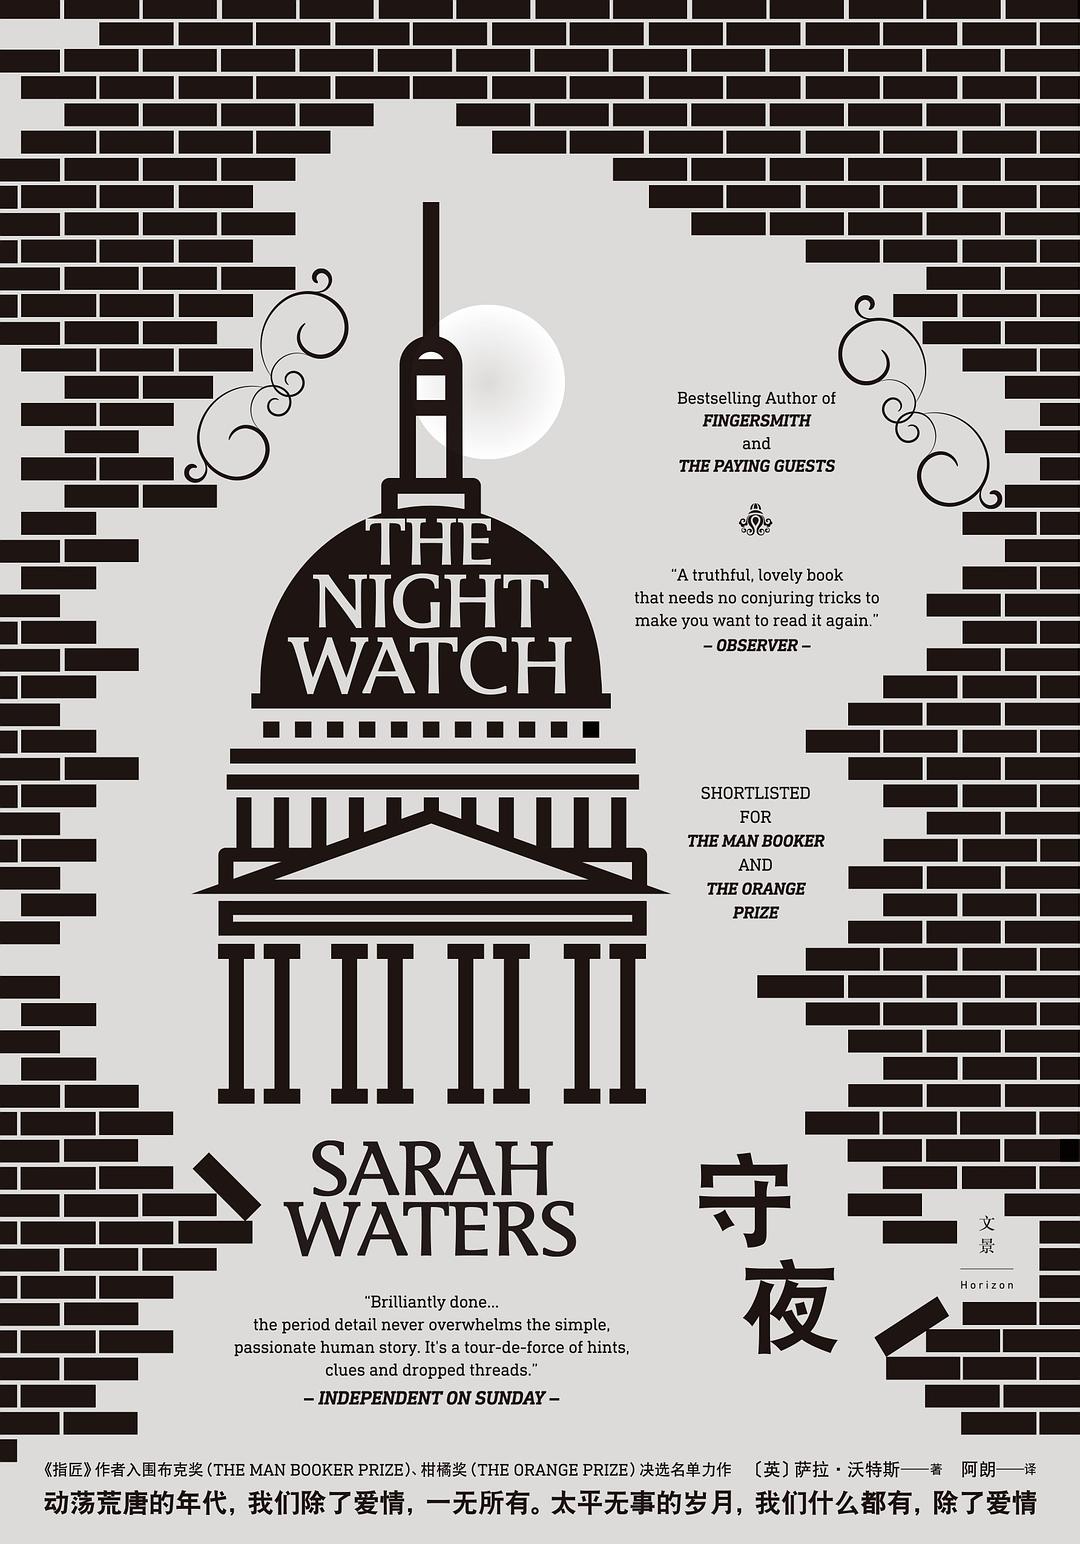 Bestselling Author of
FINGERSMITH
and
THE PAYING GUESTS
THE
NIGHT
WATCH
“A truthful, lovely book
that needs no conjuring tricks to
make you want to read it again.”
– OBSERVER –
SHORTLISTED
FOR
THE MAN BOOKER
AND
THE ORANGE
PRIZE
SARAH
WATERS
守
夜
文
景
Horizon
“Brilliantly done...
the period detail never overwhelms the simple,
passionate human story. It's a tour-de-force of hints,
clues and dropped threads.”
– INDEPENDENT ON SUNDAY –
《指匠》作者入围布克奖（THE MAN BOOKER PRIZE）、柑橘奖（THE ORANGE PRIZE）决选名单力作 〔英〕萨拉·沃特斯——著 阿朗——译
动荡荒唐的年代，我们除了爱情，一无所有。太平无事的岁月，我们什么都有，除了爱情